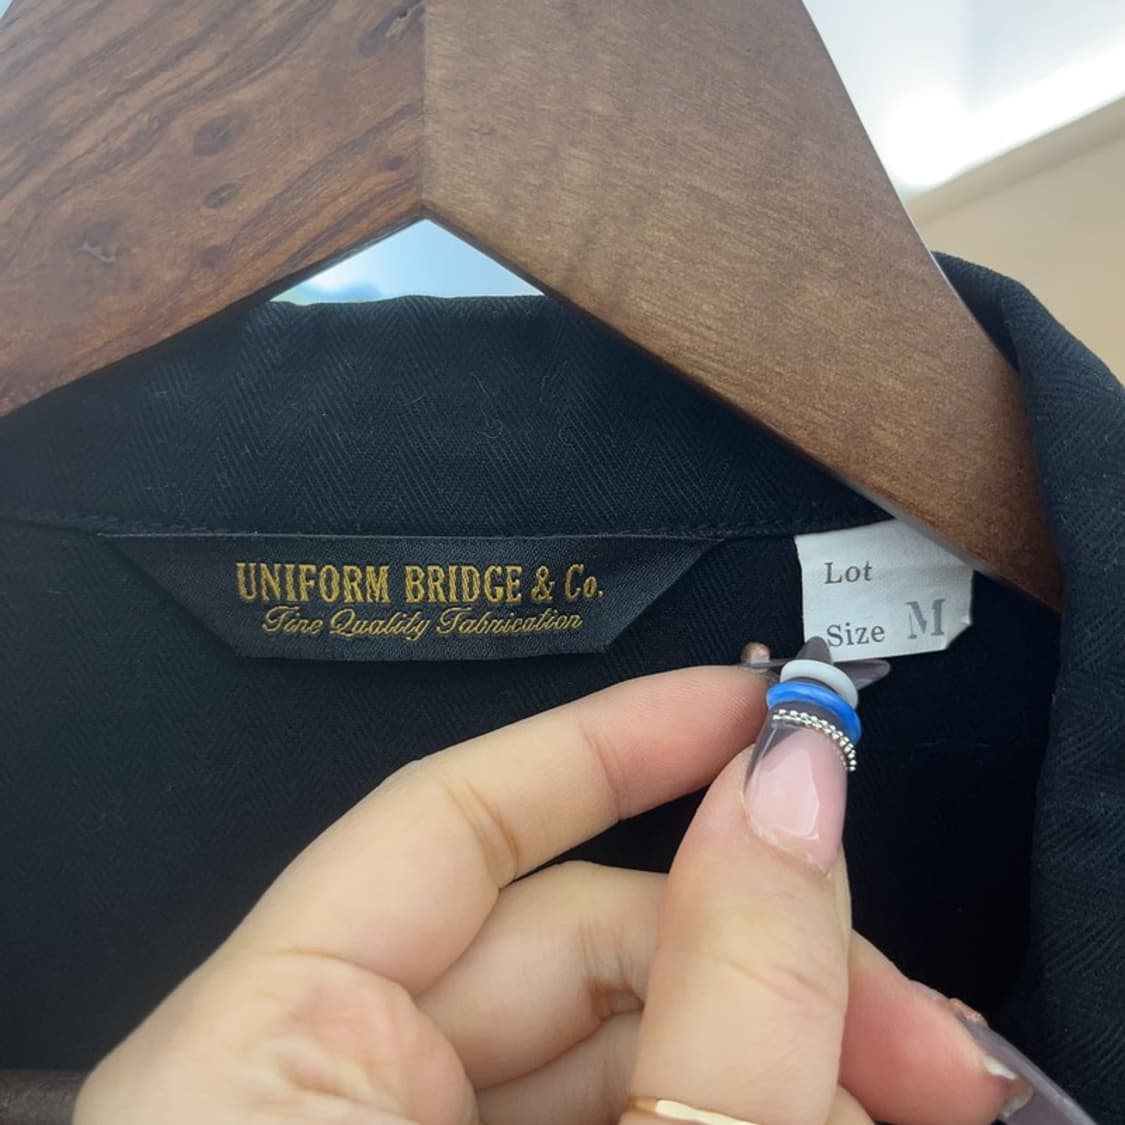 UNIFORM BRIDGE & Co.
Fine Quality Fabrication
Lot
Size M